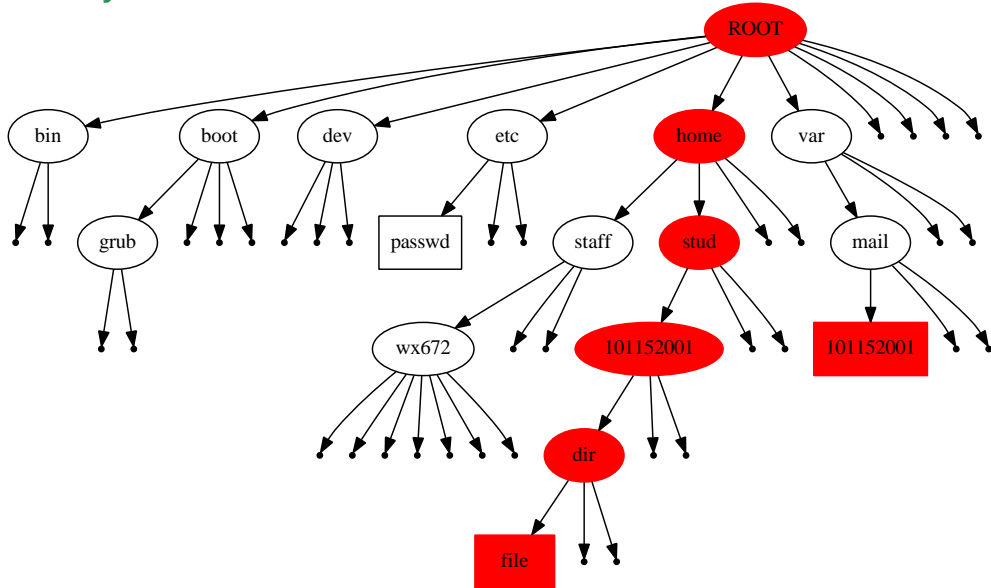 ROOT
bin
boot
dev
etc
home
var
grub
passwd
staff
stud
mail
wx672
101152001
101152001
dir
file